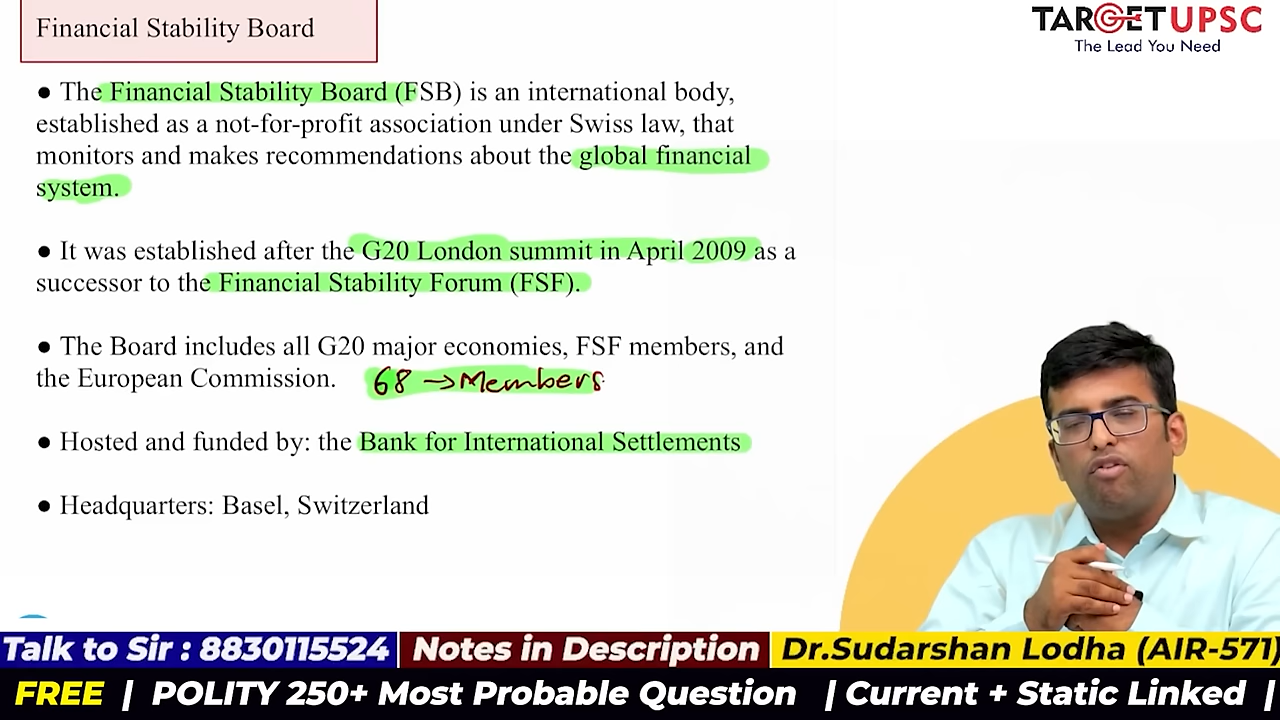 Financial Stability Board
TARGET UPSC
The Lead You Need
● The Financial Stability Board (FSB) is an international body,
established as a not-for-profit association under Swiss law, that
monitors and makes recommendations about the global financial
system.
● It was established after the G20 London summit in April 2009 as a
successor to the Financial Stability Forum (FSF).
● The Board includes all G20 major economies, FSF members, and
the European Commission. 68 → Members
● Hosted and funded by: the Bank for International Settlements
● Headquarters: Basel, Switzerland
Talk to Sir : 8830115524 Notes in Description Dr.Sudarshan Lodha (AIR-571)
FREE | POLITY 250+ Most Probable Question | Current + Static Linked |